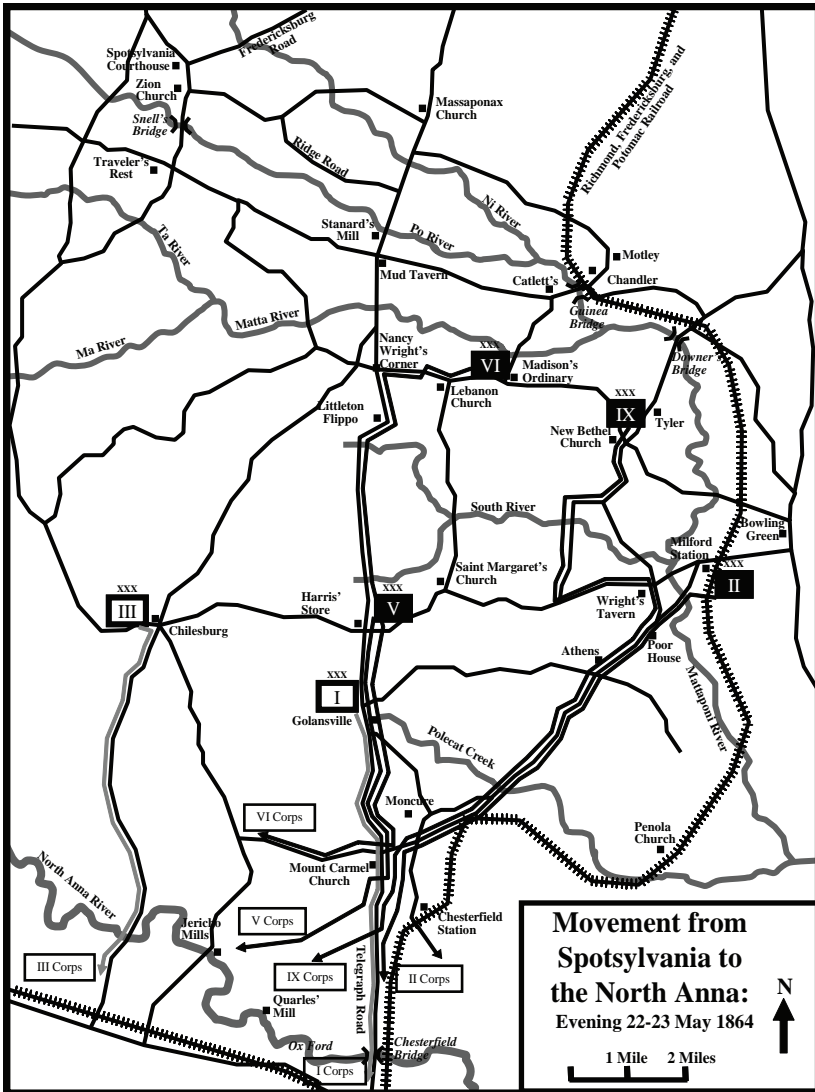 Fredericksburg
Road
Spotsylvania
Courthouse
Zion
Church
Snell's
Bridge
Massaponax
Church
Richmond, Fredericksburg, and
Potomac Railroad
Traveler's
Rest
Ridge Road
Ni River
Ta River
Stanard's
Mill
Po River
Motley
Mud Tavern
Catlett's
Chandler
Guinea
Bridge
Matta River
Ma River
Nancy
Wright's
Corner
XXX
VI
Madison's
Ordinary
Downer's
Bridge
Lebanon
Church
XXX
IX
Littleton
Flippo
Tyler
New Bethel
Church
South River
Bowling
Green
Milford
Station
XXX
II
Saint Margaret's
Church
XXX
III
Chilesburg
Harris'
Store
XXX
V
Wright's
Tavern
Poor
House
Athens
XXX
I
Golansville
Mattaponi River
Polecat Creek
Moncure
VI Corps
Penola
Church
Mount Carmel
Church
North Anna River
V Corps
Chesterfield
Station
Jericho
Mills
III Corps
IX Corps
Telegraph Road
II Corps
Quarles'
Mill
Ox Ford
Chesterfield
Bridge
I Corps
Movement from
Spotsylvania to
the North Anna:
Evening 22-23 May 1864
N
1 Mile 2 Miles